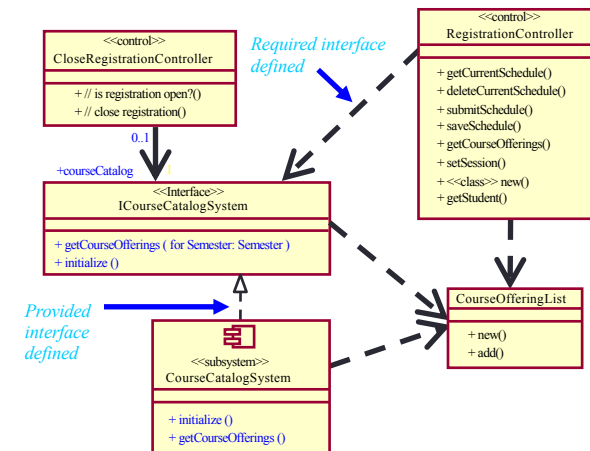 <<control>>
CloseRegistrationController
+ // is registration open?()
+ // close registration()
Required interface
defined
<<control>>
RegistrationController
+ getCurrentSchedule()
+ deleteCurrentSchedule()
+ submitSchedule()
+ saveSchedule()
+ getCourseOfferings()
+ setSession()
+ <<class>> new()
+ getStudent()
0..1
+courseCatalog
1
<<Interface>>
ICourseCatalogSystem
+ getCourseOfferings ( for Semester: Semester )
+ initialize ()
Provided
interface
defined
CourseOfferingList
+ new()
+ add()
<<subsystem>>
CourseCatalogSystem
+ initialize ()
+ getCourseOfferings ()